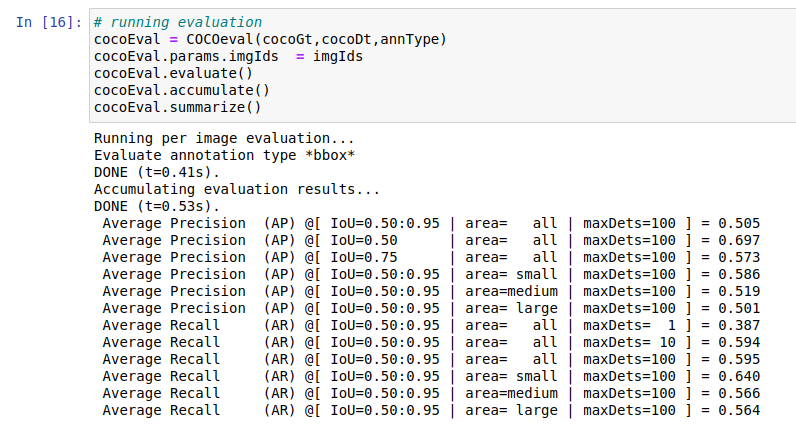 In [16]: # running evaluation
cocoEval = COCOeval(cocoGt,cocoDt,annType)
cocoEval.params.imgIds  = imgIds
cocoEval.evaluate()
cocoEval.accumulate()
cocoEval.summarize()
Running per image evaluation...
Evaluate annotation type *bbox*
DONE (t=0.41s).
Accumulating evaluation results...
DONE (t=0.53s).
 Average Precision  (AP) @[ IoU=0.50:0.95 | area=   all | maxDets=100 ] = 0.505
 Average Precision  (AP) @[ IoU=0.50      | area=   all | maxDets=100 ] = 0.697
 Average Precision  (AP) @[ IoU=0.75      | area=   all | maxDets=100 ] = 0.573
 Average Precision  (AP) @[ IoU=0.50:0.95 | area= small | maxDets=100 ] = 0.586
 Average Precision  (AP) @[ IoU=0.50:0.95 | area=medium | maxDets=100 ] = 0.519
 Average Precision  (AP) @[ IoU=0.50:0.95 | area= large | maxDets=100 ] = 0.501
 Average Recall     (AR) @[ IoU=0.50:0.95 | area=   all | maxDets=  1 ] = 0.387
 Average Recall     (AR) @[ IoU=0.50:0.95 | area=   all | maxDets= 10 ] = 0.594
 Average Recall     (AR) @[ IoU=0.50:0.95 | area=   all | maxDets=100 ] = 0.595
 Average Recall     (AR) @[ IoU=0.50:0.95 | area= small | maxDets=100 ] = 0.640
 Average Recall     (AR) @[ IoU=0.50:0.95 | area=medium | maxDets=100 ] = 0.566
 Average Recall     (AR) @[ IoU=0.50:0.95 | area= large | maxDets=100 ] = 0.564